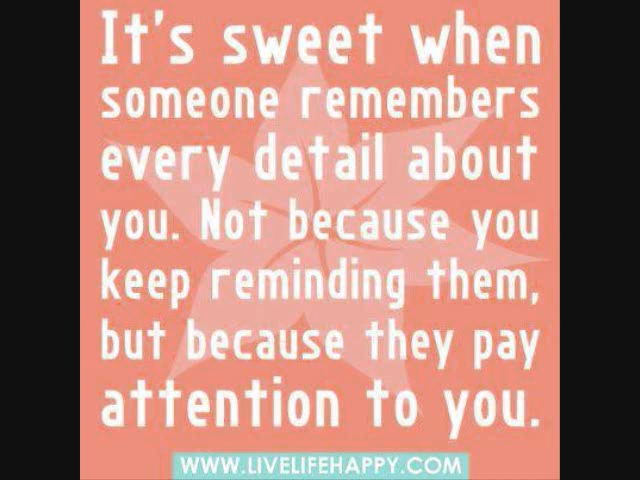 It's sweet when
someone remembers
every detail about
you. Not because you
keep reminding them,
but because they pay
attention to you.
WWW.LIVELIFEHAPPY.COM